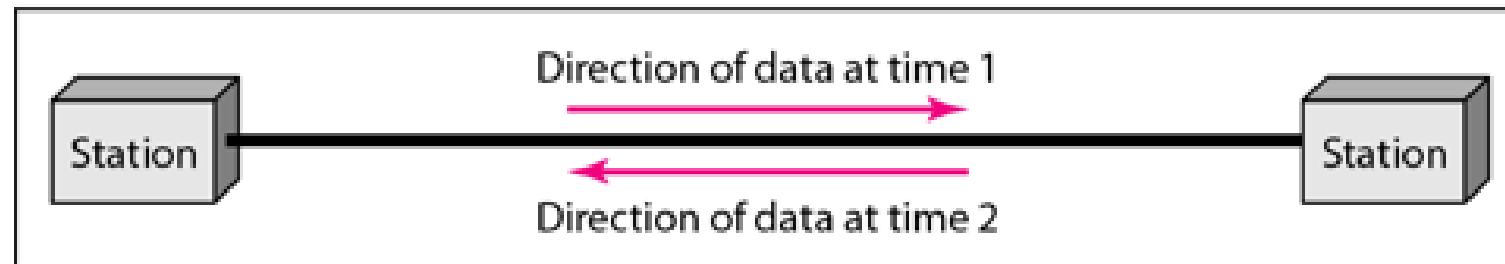 Direction of data at time 1
Station
Station
Direction of data at time 2